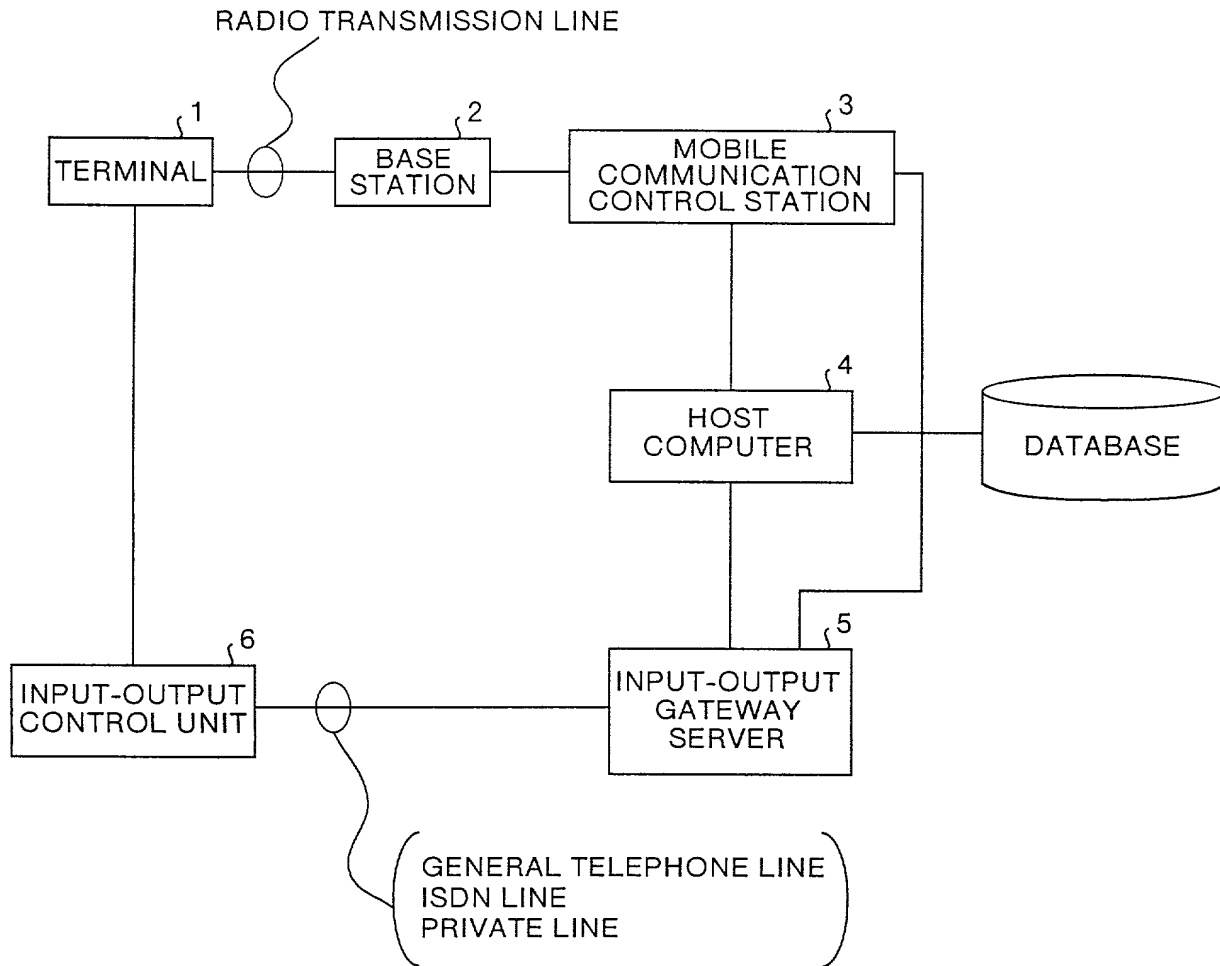 RADIO TRANSMISSION LINE
1
2
3
TERMINAL
BASE
STATION
MOBILE
COMMUNICATION
CONTROL STATION
4
HOST
COMPUTER
DATABASE
6
5
INPUT-OUTPUT
CONTROL UNIT
INPUT-OUTPUT
GATEWAY
SERVER
GENERAL TELEPHONE LINE
ISDN LINE
PRIVATE LINE